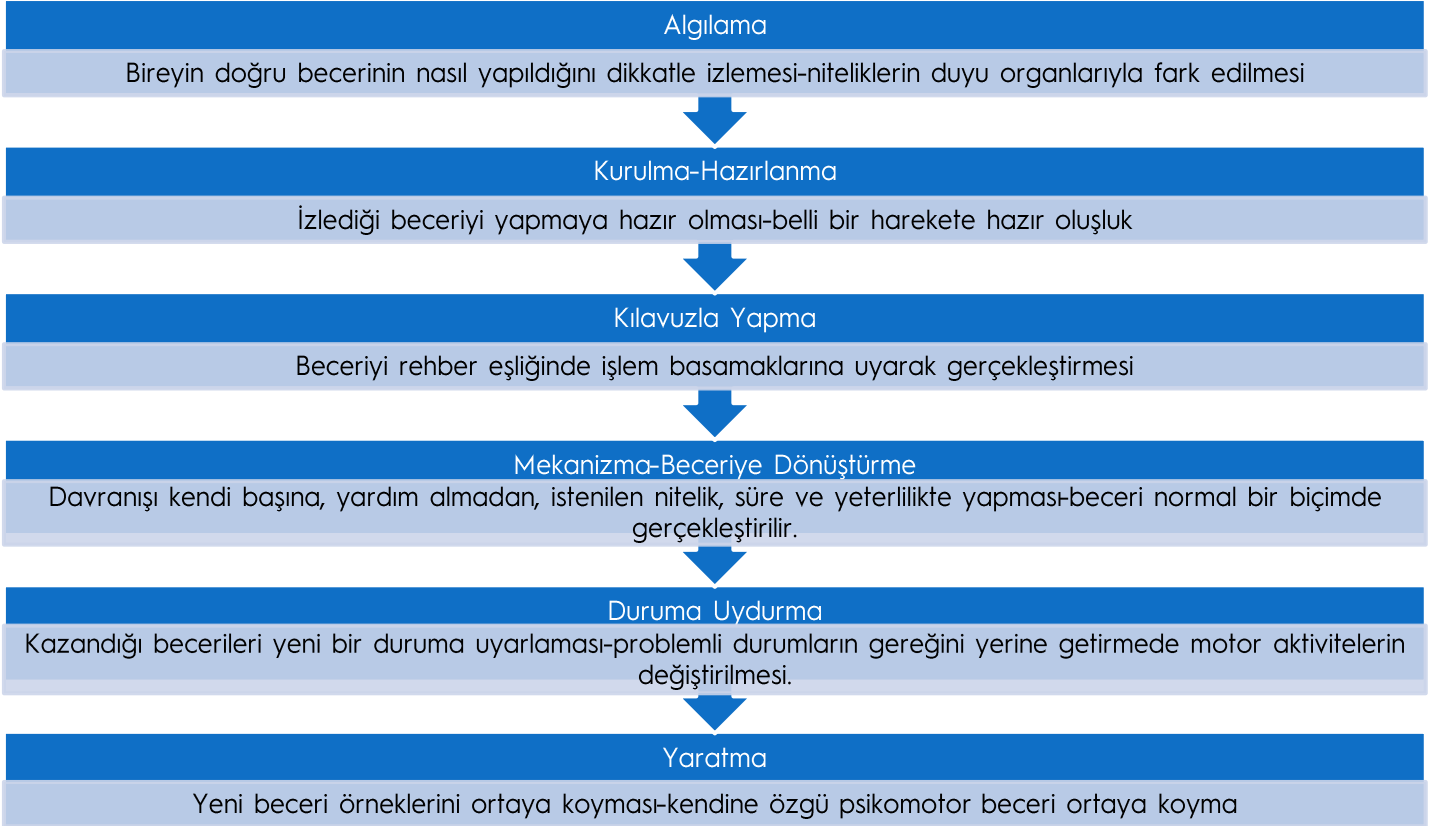 Algılama
Bireyin doğru becerinin nasıl yapıldığını dikkatle izlemesi-niteliklerin duyu organlarıyla fark edilmesi
Kurulma-Hazırlanma
İzlediği beceriyi yapmaya hazır olması-belli bir harekete hazır oluşluk
Kılavuzla Yapma
Beceriyi rehber eşliğinde işlem basamaklarına uyarak gerçekleştirmesi
Mekanizma-Beceriye Dönüştürme
Davranışı kendi başına, yardım almadan, istenilen nitelik, süre ve yeterlilikte yapması-beceri normal bir biçimde
gerçekleştirilir.
Duruma Uydurma
Kazandığı becerileri yeni bir duruma uyarlaması-problemli durumların gereğini yerine getirmede motor aktivitelerin
değiştirilmesi.
Yaratma
Yeni beceri örneklerini ortaya koyması-kendine özgü psikomotor beceri ortaya koyma